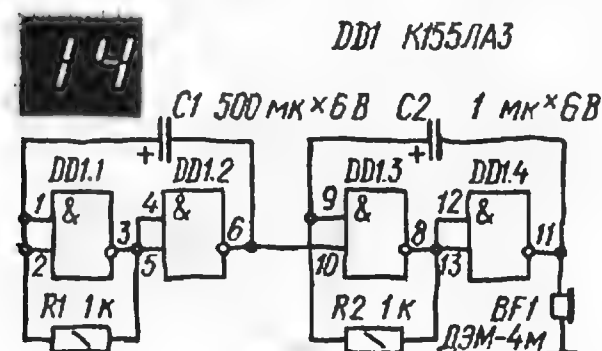 14
DD1 К155ЛА3
C1 500 мк×6 В C2 1 мк×6 В
+ +
DD1.1 DD1.2 DD1.3 DD1.4
1 & 3 4 & 6 9 & 8 12 & 11
2 5 10 13
R1 1к R2 1к BF1
ДЭМ-4м